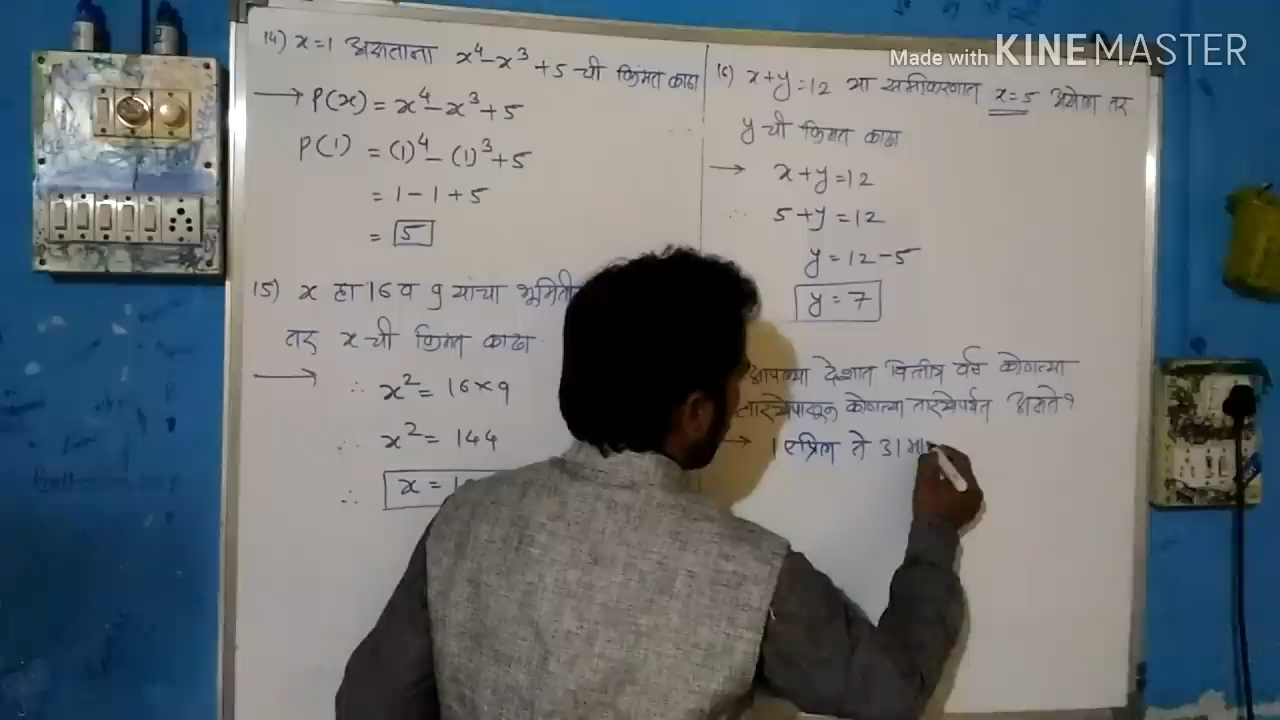 Made with KINEMASTER
14) x=1 असताना x⁴-x³+5 ची किंमत काढा
→ P(x) = x⁴-x³+5
P(1) = (1)⁴-(1)³+5
= 1-1+5
= 5
15) x हा 16 व 9 यांचा भूमिती
तर x ची किंमत काढा
→ ∴ x² = 16×9
∴ x² = 144
∴ x =
16) x+y=12 या समीकरणात x=5 असेल तर
y ची किंमत काढा
→ x+y=12
∴ 5+y=12
y=12-5
y=7
आपल्या देशात वित्तीय वर्ष कोणत्या
तारखेपासून कोणत्या तारखेपर्यंत असते?
→ 1 एप्रिल ते 31 मा